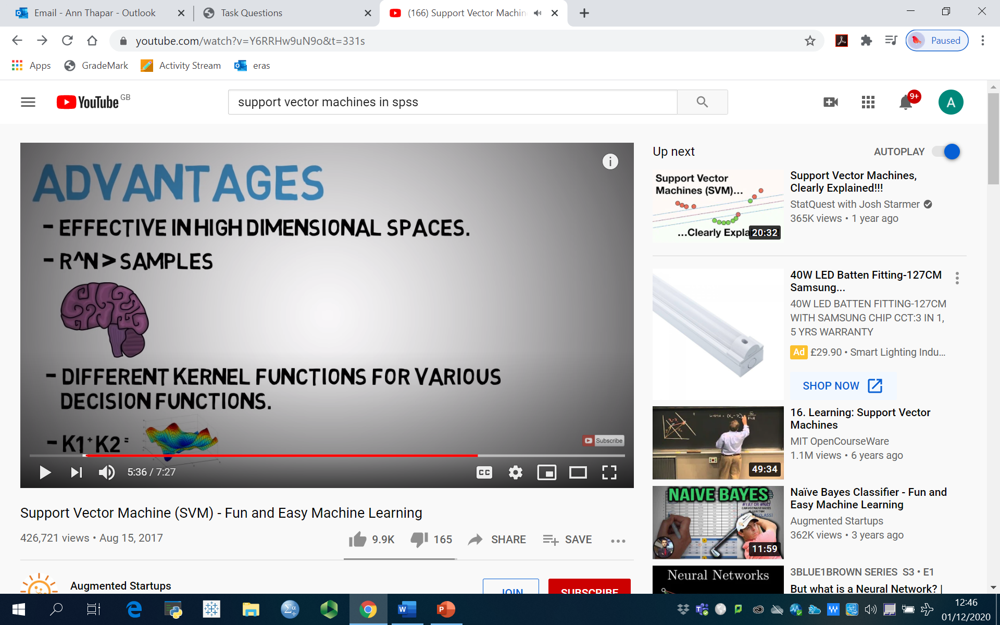 Email - Ann Thapar - Outlook
Task Questions
(166) Support Vector Machin
youtube.com/watch?v=Y6RRHw9uN9o&t=331s
Paused
Apps
GradeMark
Activity Stream
eras
YouTube GB
support vector machines in spss
9+
A
ADVANTAGES
- EFFECTIVE IN HIGH DIMENSIONAL SPACES.
- R^N > SAMPLES
- DIFFERENT KERNEL FUNCTIONS FOR VARIOUS
DECISION FUNCTIONS.
- K1 + K2 =
Subscribe
5:36 / 7:27
CC
Support Vector Machine (SVM) - Fun and Easy Machine Learning
426,721 views • Aug 15, 2017
9.9K
165
SHARE
SAVE
Augmented Startups
JOIN
SUBSCRIBE
Up next
AUTOPLAY
Support Vector
Machines (SVM)...
...Clearly
20:32
Support Vector Machines,
Clearly Explained!!!
StatQuest with Josh Starmer
365K views • 1 year ago
40W LED Batten Fitting-127CM
Samsung...
40W LED BATTEN FITTING-127CM
WITH SAMSUNG CHIP CCT:3 IN 1,
5 YRS WARRANTY
Ad £29.90 • Smart Lighting Indu...
SHOP NOW
49:34
16. Learning: Support Vector
Machines
MIT OpenCourseWare
1.1M views • 6 years ago
NAIVE BAYES
#YAY OR #NAY
11:59
Naïve Bayes Classifier - Fun and
Easy Machine Learning
Augmented Startups
362K views • 3 years ago
Neural Networks
3BLUE1BROWN SERIES S3 • E1
But what is a Neural Network? |
12:46
01/12/2020